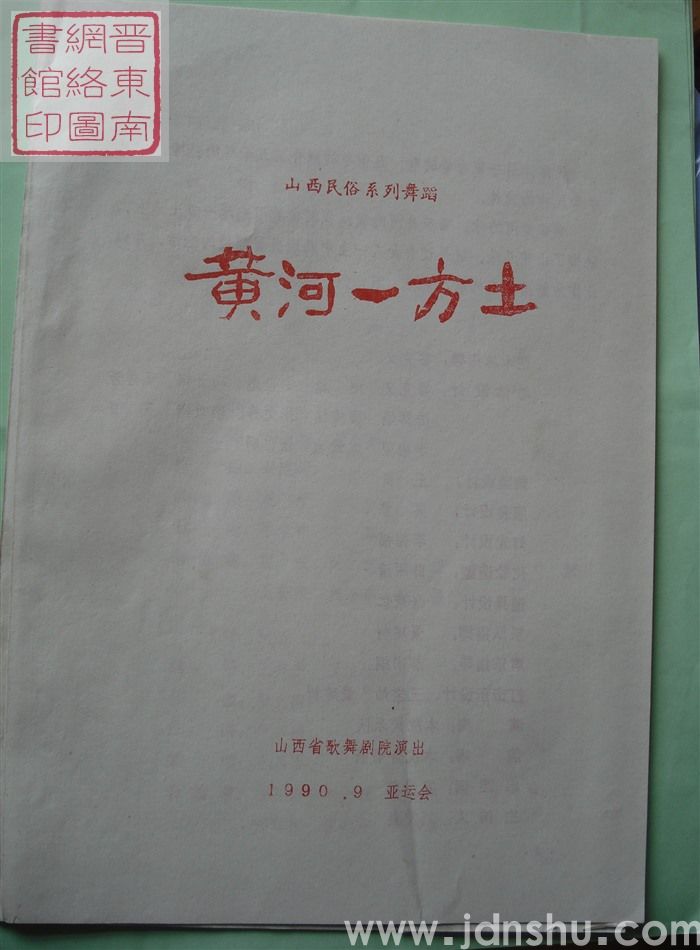 晋東南
網絡圖
書館印
山西民俗系列舞蹈
黄河一方土
山西省歌舞剧院演出
1990.9 亚运会
www.jdnshu.com